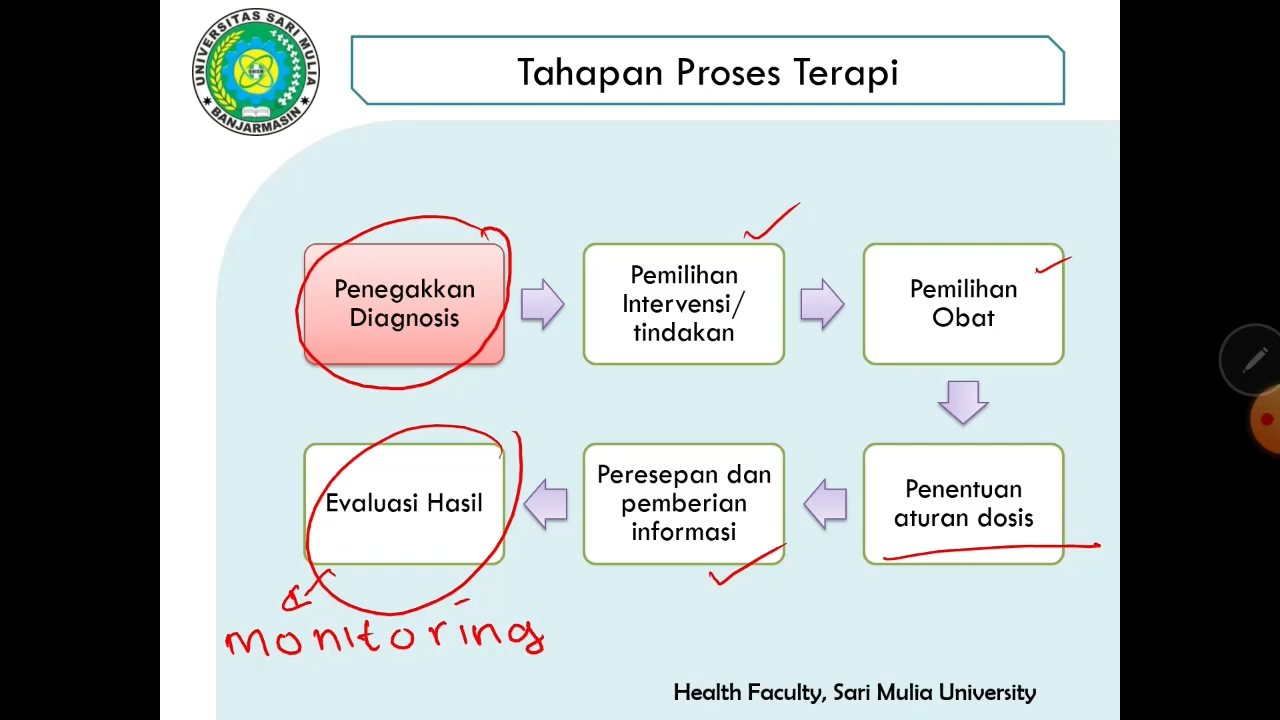 UNIVERSITAS SARI MULIA
BANJARMASIN
Tahapan Proses Terapi
Penegakkan
Diagnosis
Pemilihan
Intervensi/
tindakan
Pemilihan
Obat
Penentuan
aturan dosis
Peresepan dan
pemberian
informasi
Evaluasi Hasil
monitoring
Health Faculty, Sari Mulia University